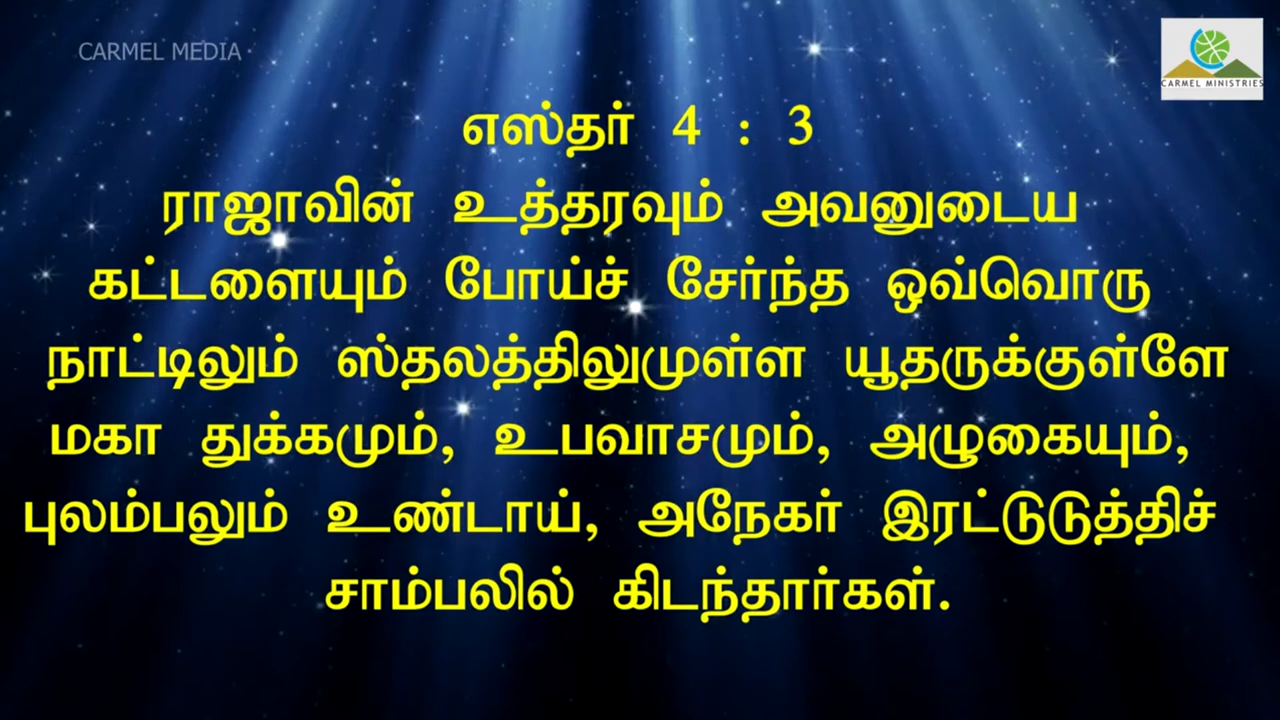 CARMEL MEDIA
CARMEL MINISTRIES
எஸ்தர் 4 : 3
ராஜாவின் உத்தரவும் அவனுடைய
கட்டளையும் போய்ச் சேர்ந்த ஒவ்வொரு
நாட்டிலும் ஸ்தலத்திலுமுள்ள யூதருக்குள்ளே
மகா துக்கமும், உபவாசமும், அழுகையும்,
புலம்பலும் உண்டாய், அநேகர் இரட்டுடுத்திச்
சாம்பலில் கிடந்தார்கள்.